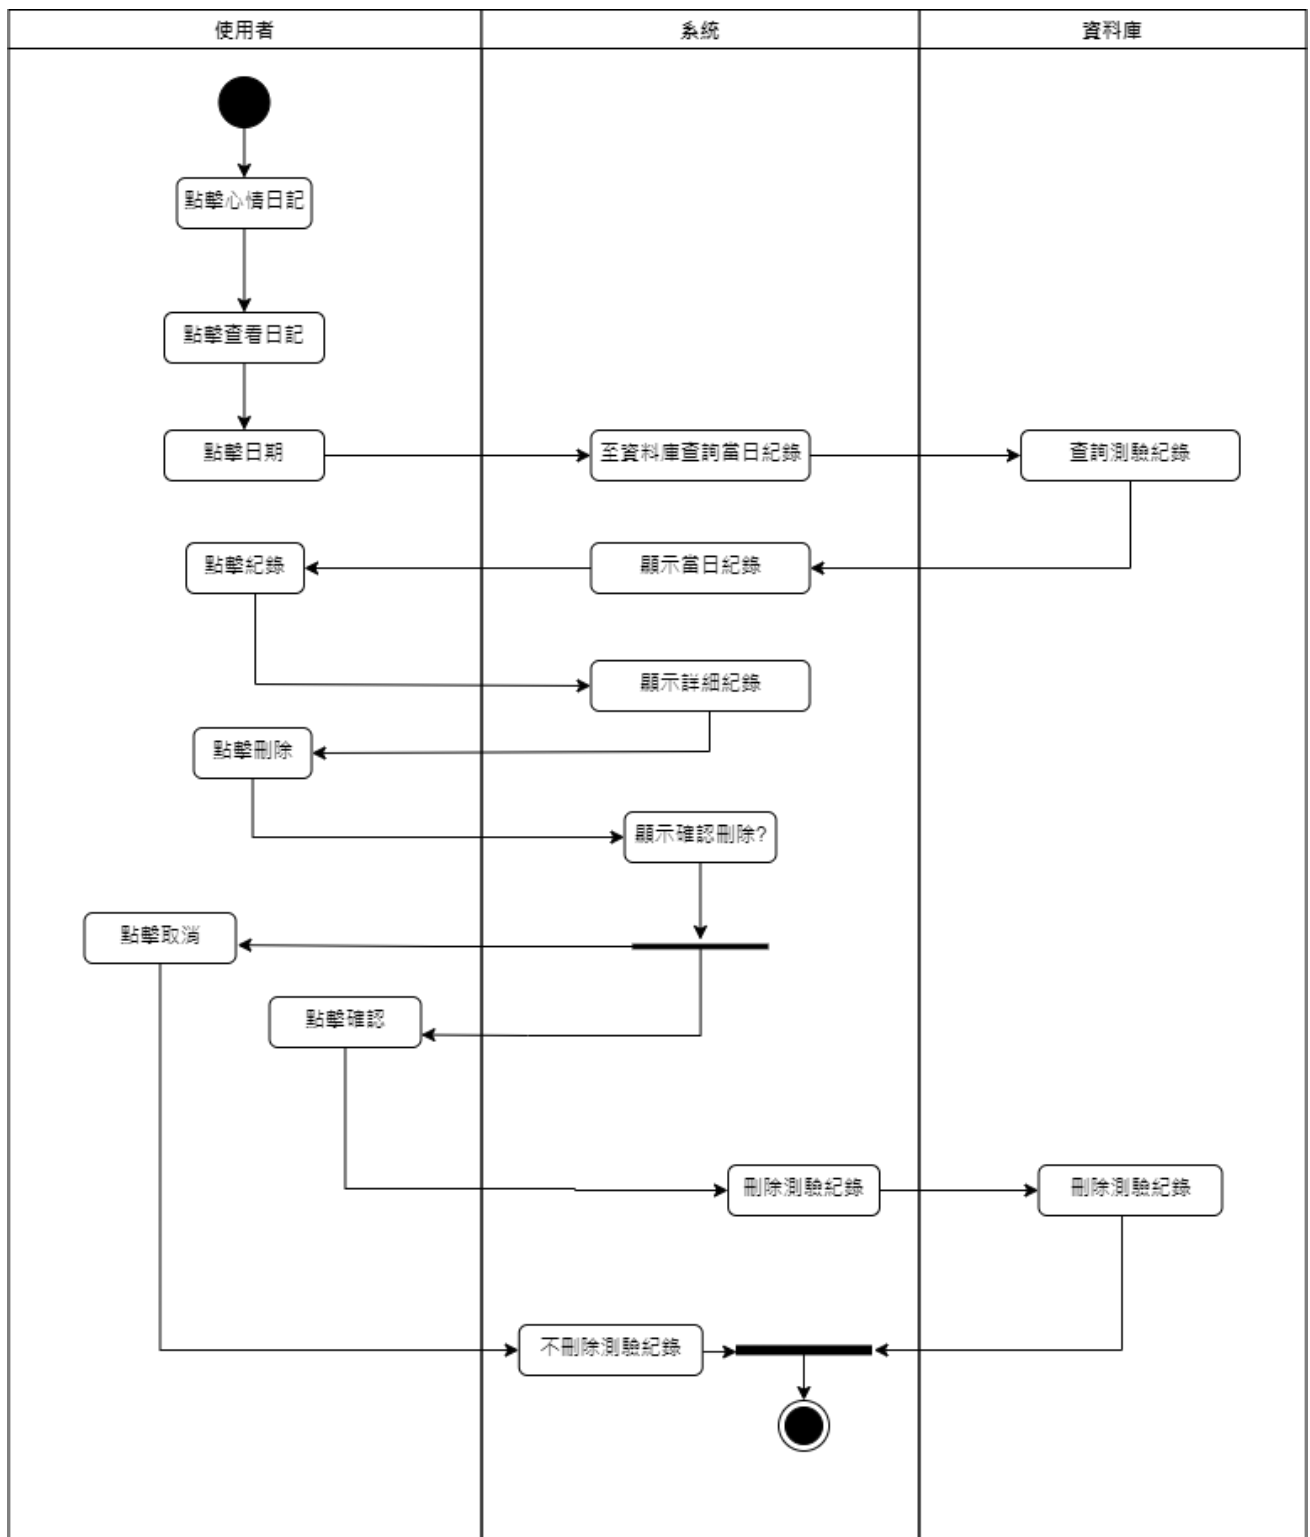 使用者
系統
資料庫
點擊心情日記
點擊查看日記
點擊日期
至資料庫查詢當日紀錄
查詢測驗紀錄
點擊紀錄
顯示當日紀錄
顯示詳細紀錄
點擊刪除
顯示確認刪除?
點擊取消
點擊確認
刪除測驗紀錄
刪除測驗紀錄
不刪除測驗紀錄